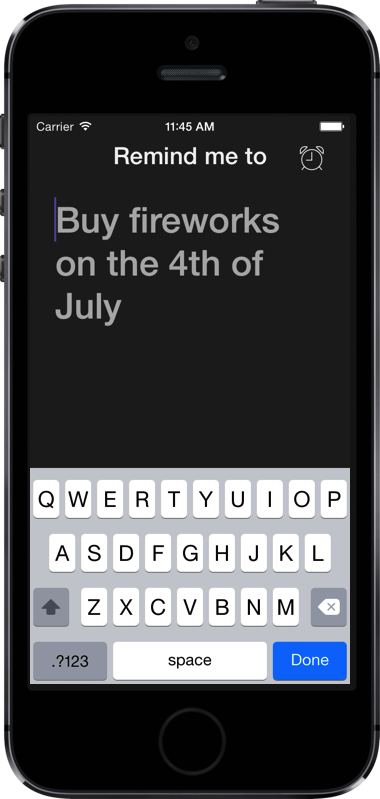 Carrier 11:45 AM
Remind me to
Buy fireworks
on the 4th of
July
Q W E R T Y U I O P
A S D F G H J K L
Z X C V B N M
.?123 space Done